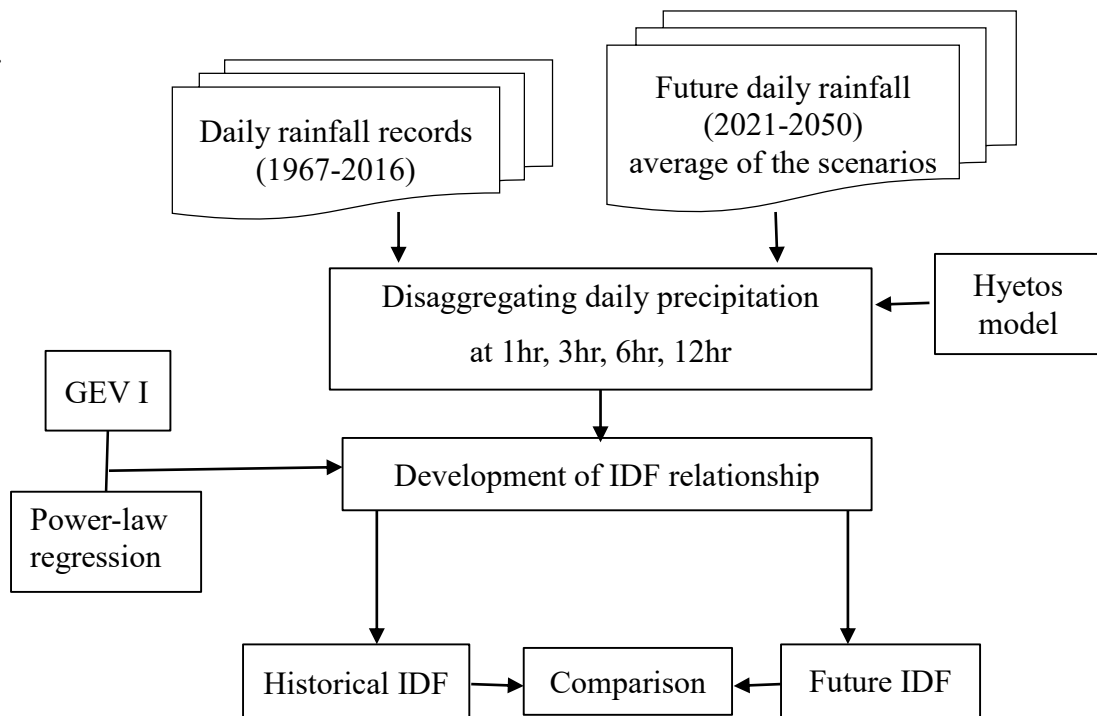 Daily rainfall records
(1967-2016)
Future daily rainfall
(2021-2050)
average of the scenarios
Disaggregating daily precipitation
at 1hr, 3hr, 6hr, 12hr
Hyetos
model
GEV I
Development of IDF relationship
Power-law
regression
Historical IDF
Comparison
Future IDF